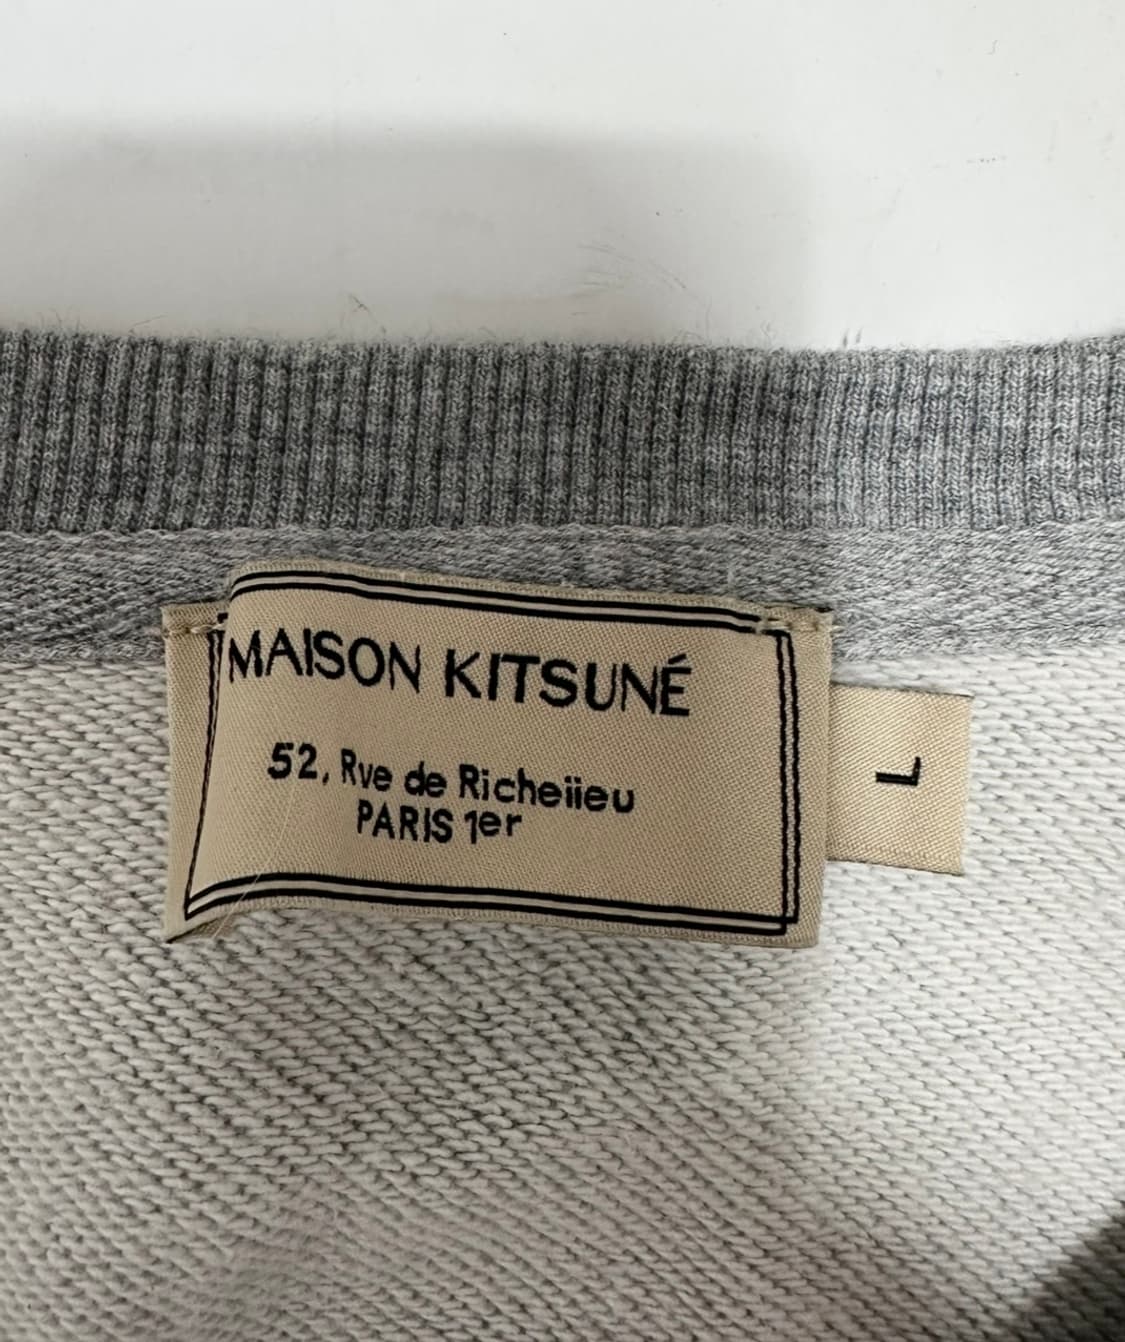 MAISON KITSUNÉ
52, Rve de Richeiieu
PARIS 1er
L